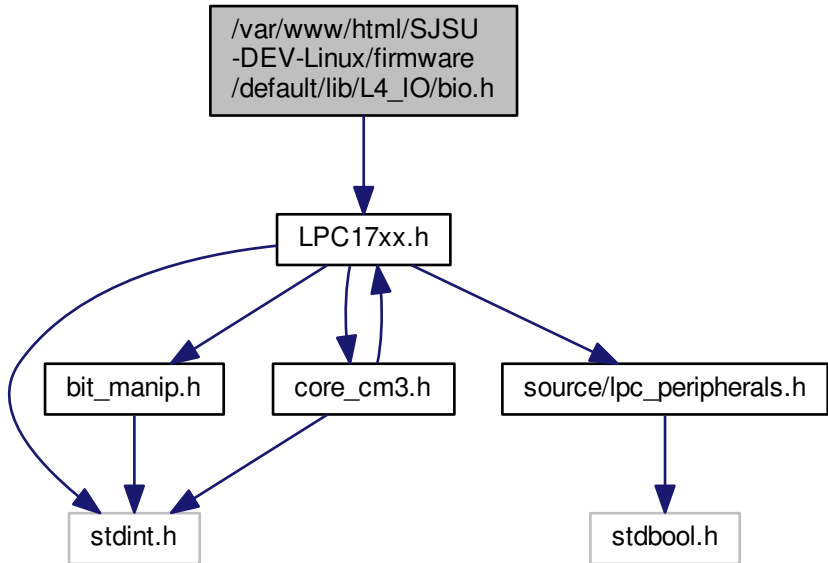 /var/www/html/SJSU
-DEV-Linux/firmware
/default/lib/L4_IO/bio.h
LPC17xx.h
bit_manip.h
core_cm3.h
source/lpc_peripherals.h
stdint.h
stdbool.h